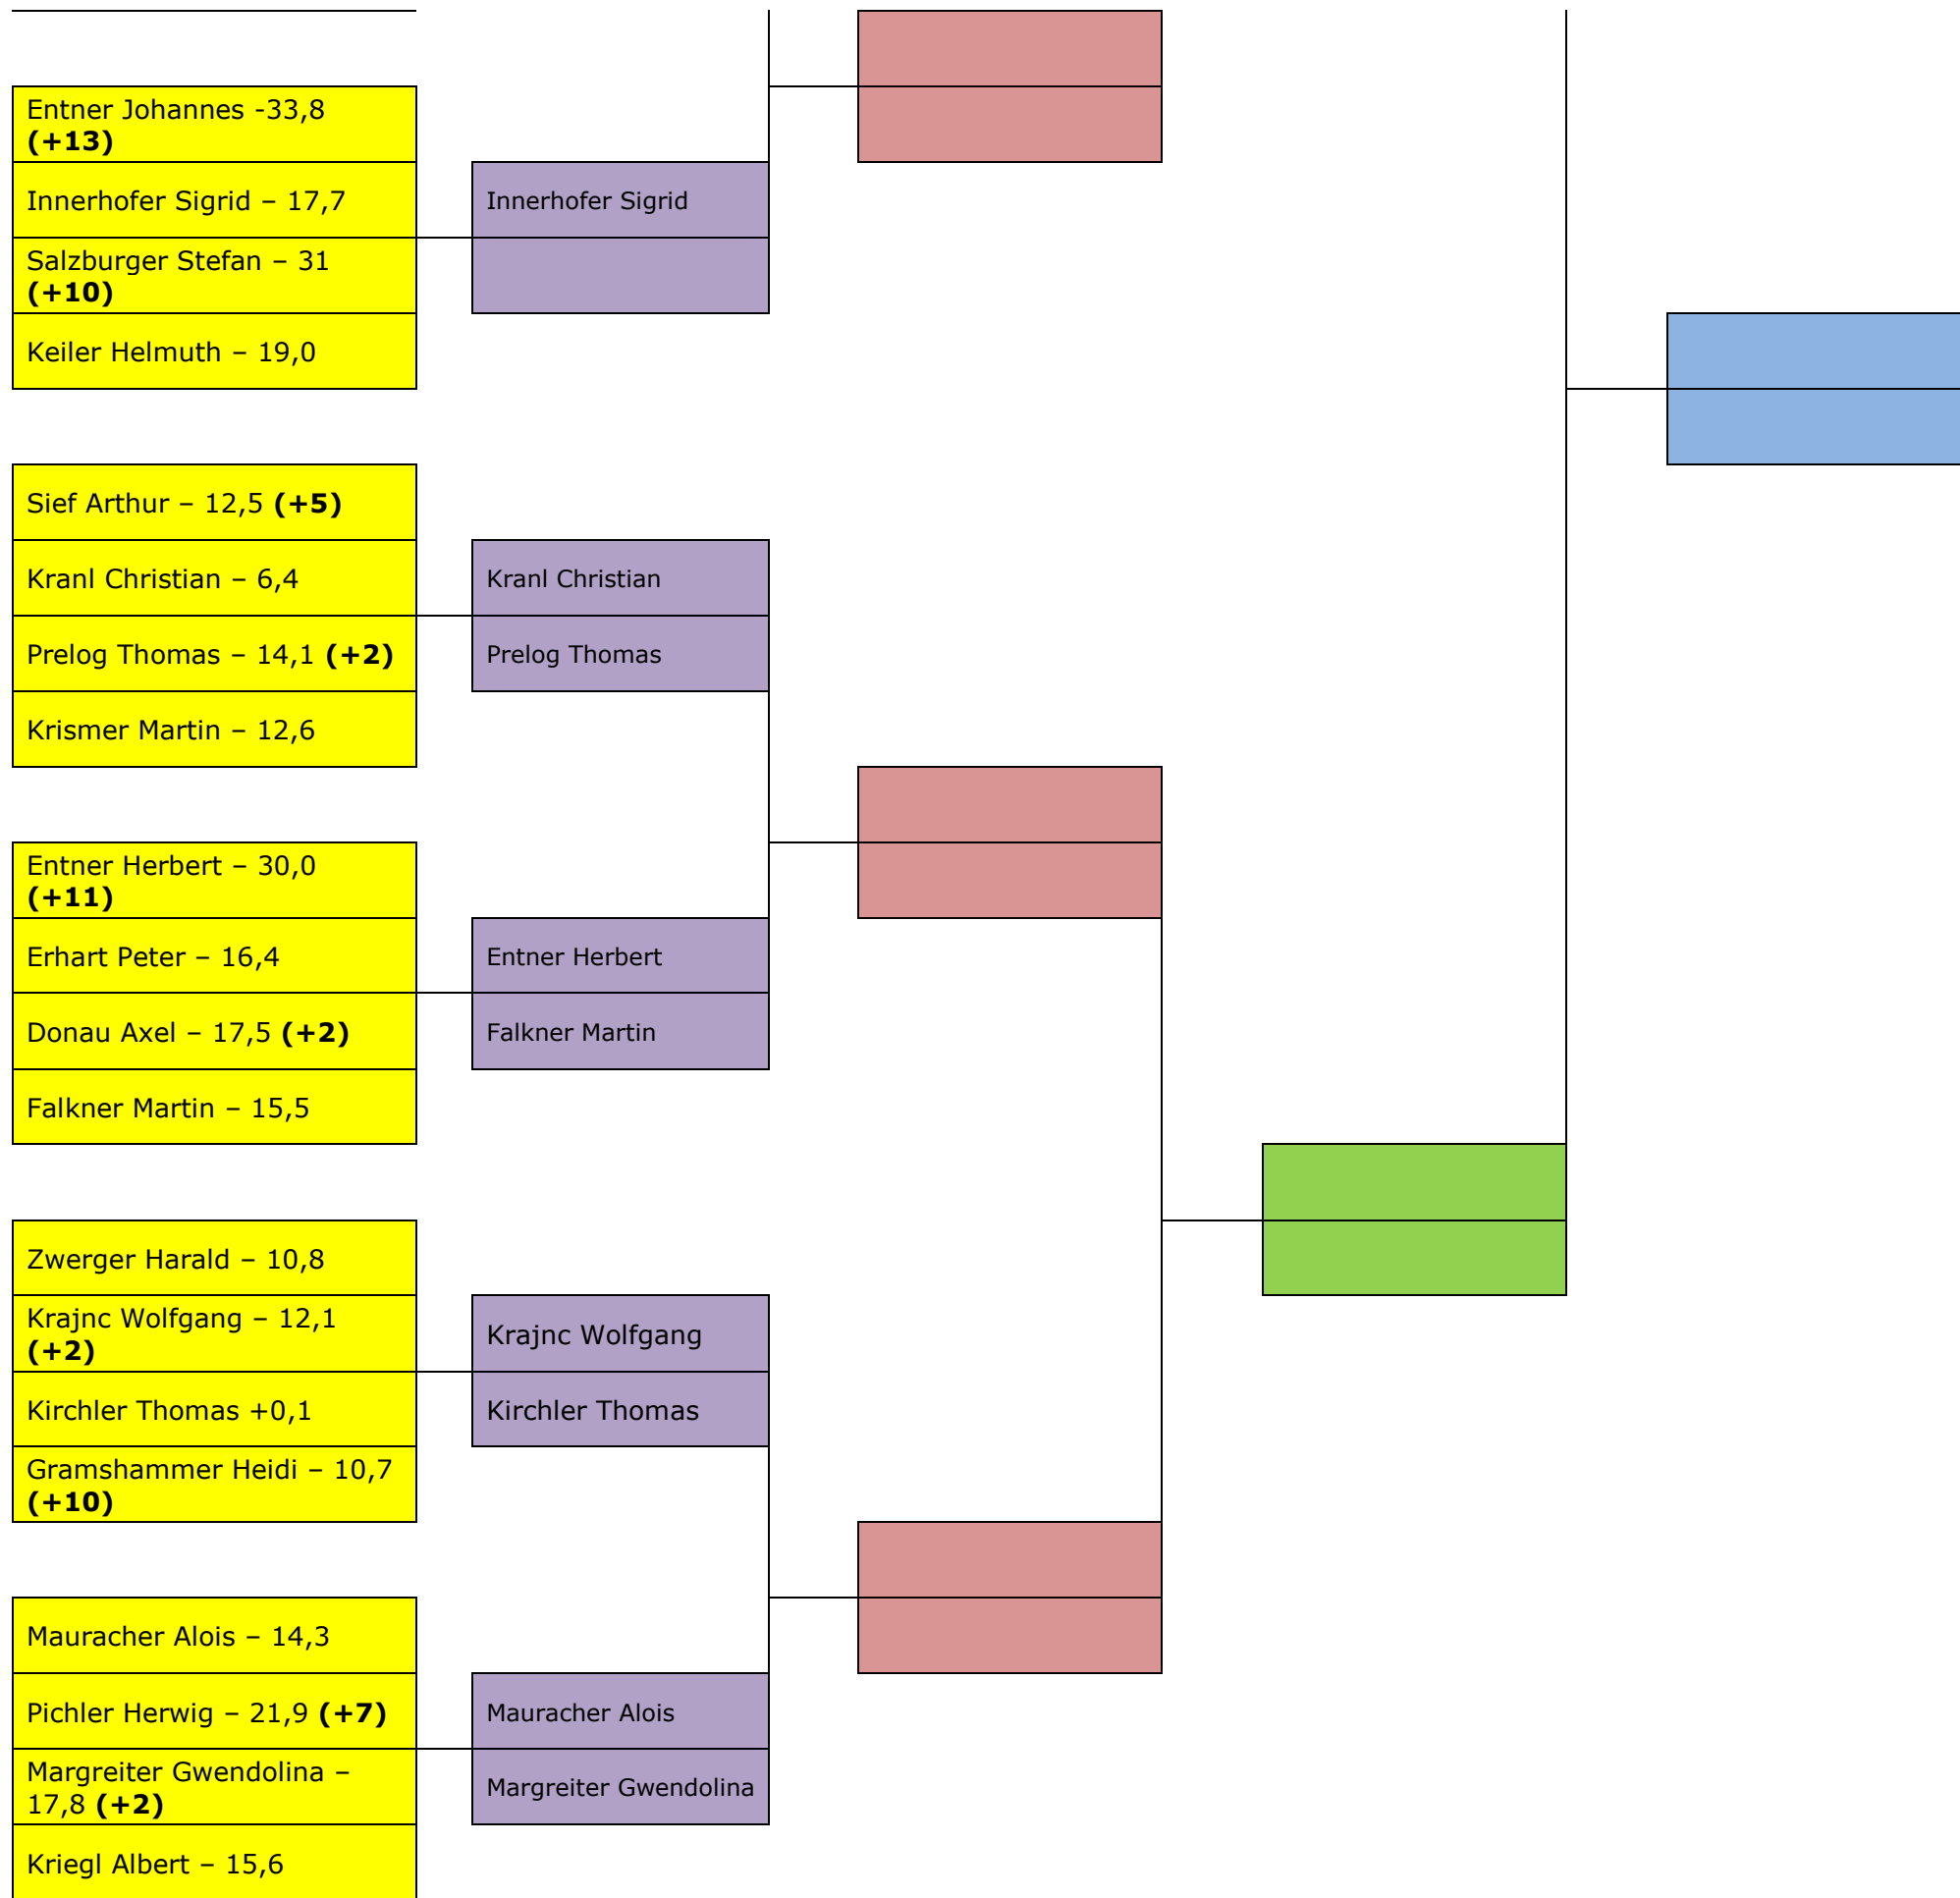 Entner Johannes -33,8
(+13)
Innerhofer Sigrid – 17,7
Salzburger Stefan – 31
(+10)
Keiler Helmuth – 19,0
Innerhofer Sigrid
Sief Arthur – 12,5 (+5)
Kranl Christian – 6,4
Prelog Thomas – 14,1 (+2)
Krismer Martin – 12,6
Kranl Christian
Prelog Thomas
Entner Herbert – 30,0
(+11)
Erhart Peter – 16,4
Donau Axel – 17,5 (+2)
Falkner Martin – 15,5
Entner Herbert
Falkner Martin
Zwerger Harald – 10,8
Krajnc Wolfgang – 12,1
(+2)
Kirchler Thomas +0,1
Gramshammer Heidi – 10,7
(+10)
Krajnc Wolfgang
Kirchler Thomas
Mauracher Alois – 14,3
Pichler Herwig – 21,9 (+7)
Margreiter Gwendolina –
17,8 (+2)
Kriegl Albert – 15,6
Mauracher Alois
Margreiter Gwendolina